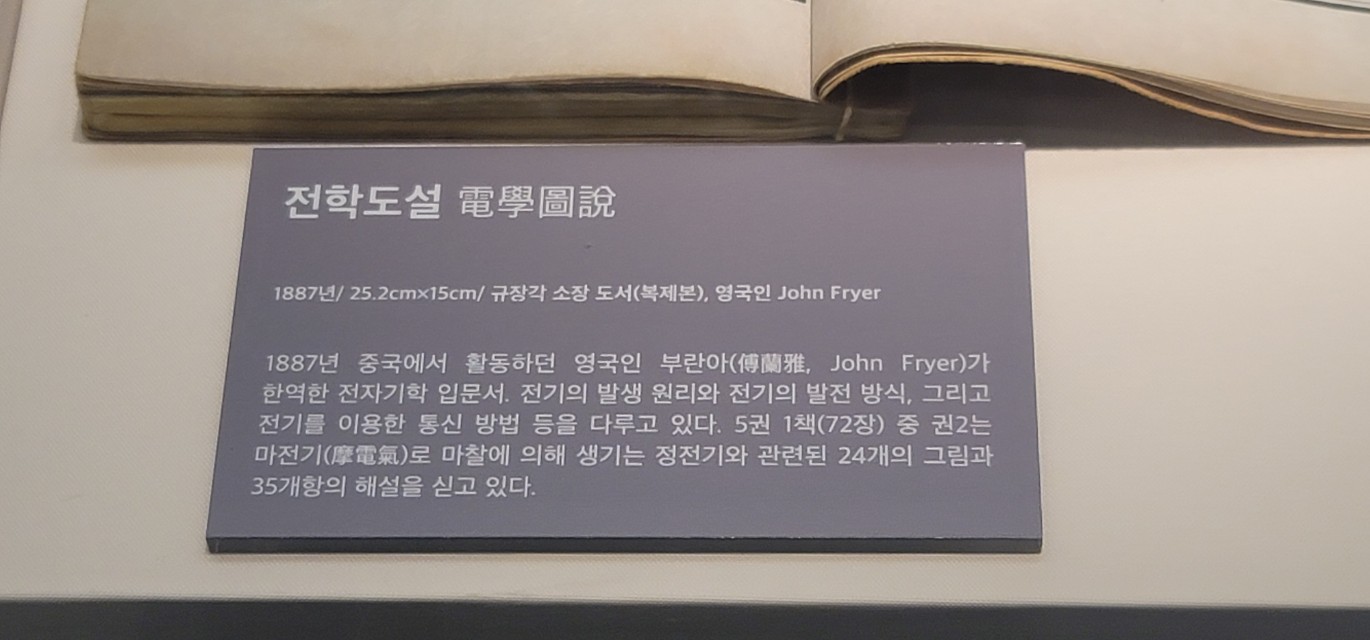 전학도설 電學圖說
1887년/ 25.2cm×15cm/ 규장각 소장 도서(복제본), 영국인 John Fryer
1887년 중국에서 활동하던 영국인 부란아(傅蘭雅, John Fryer)가
한역한 전자기학 입문서. 전기의 발생 원리와 전기의 발전 방식, 그리고
전기를 이용한 통신 방법 등을 다루고 있다. 5권 1책(72장) 중 권2는
마전기(摩電氣)로 마찰에 의해 생기는 정전기와 관련된 24개의 그림과
35개항의 해설을 싣고 있다.